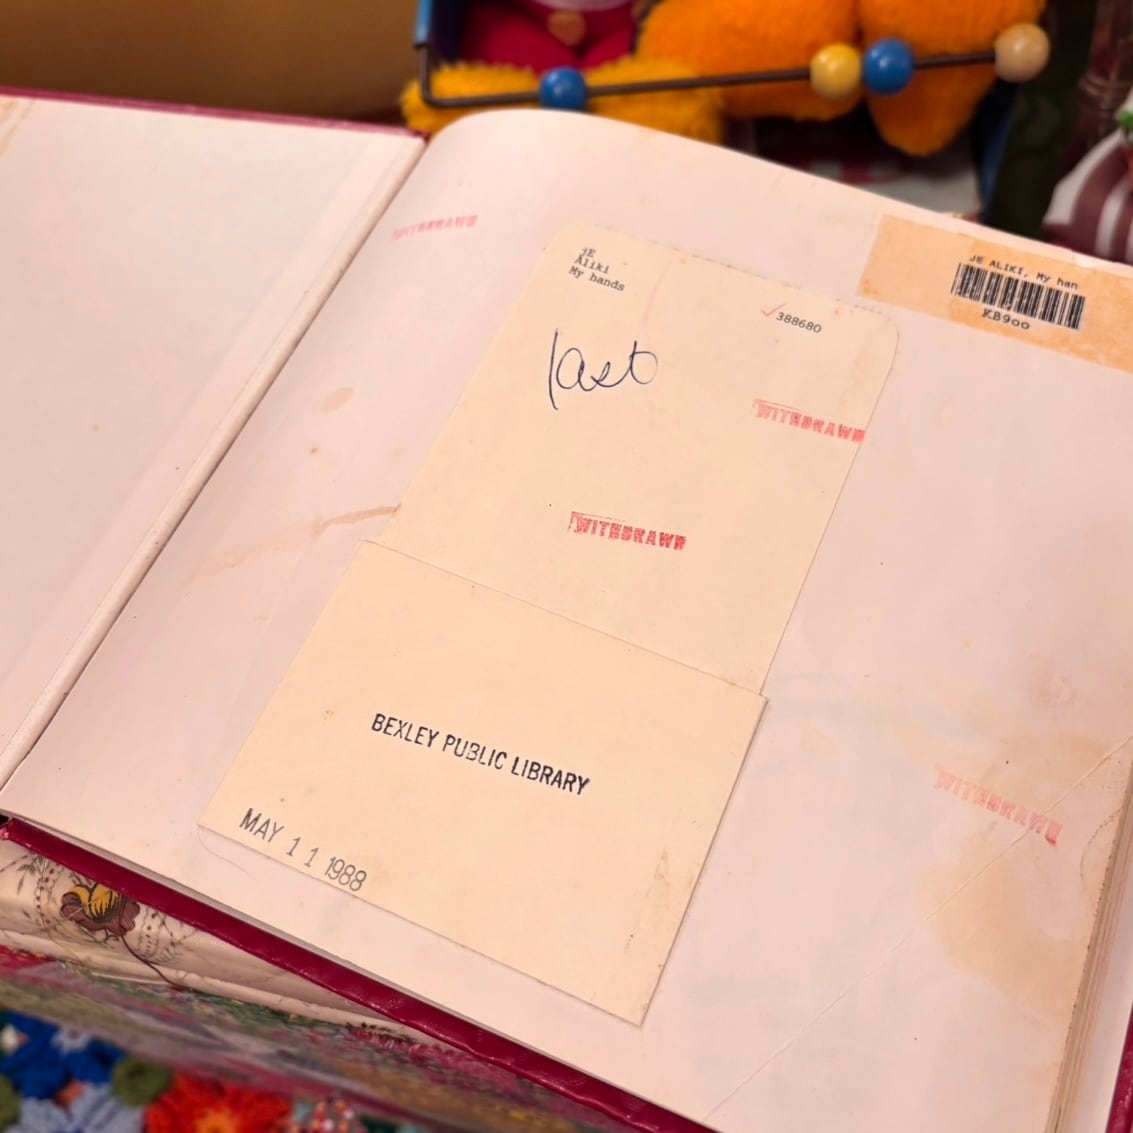 WITHDRAWN
jE
Aliki
My hands
388680
last
WITHDRAWN
WITHDRAWN
JE ALIKI, My han
KB900
BEXLEY PUBLIC LIBRARY
MAY 11 1988
WITHDRAWN